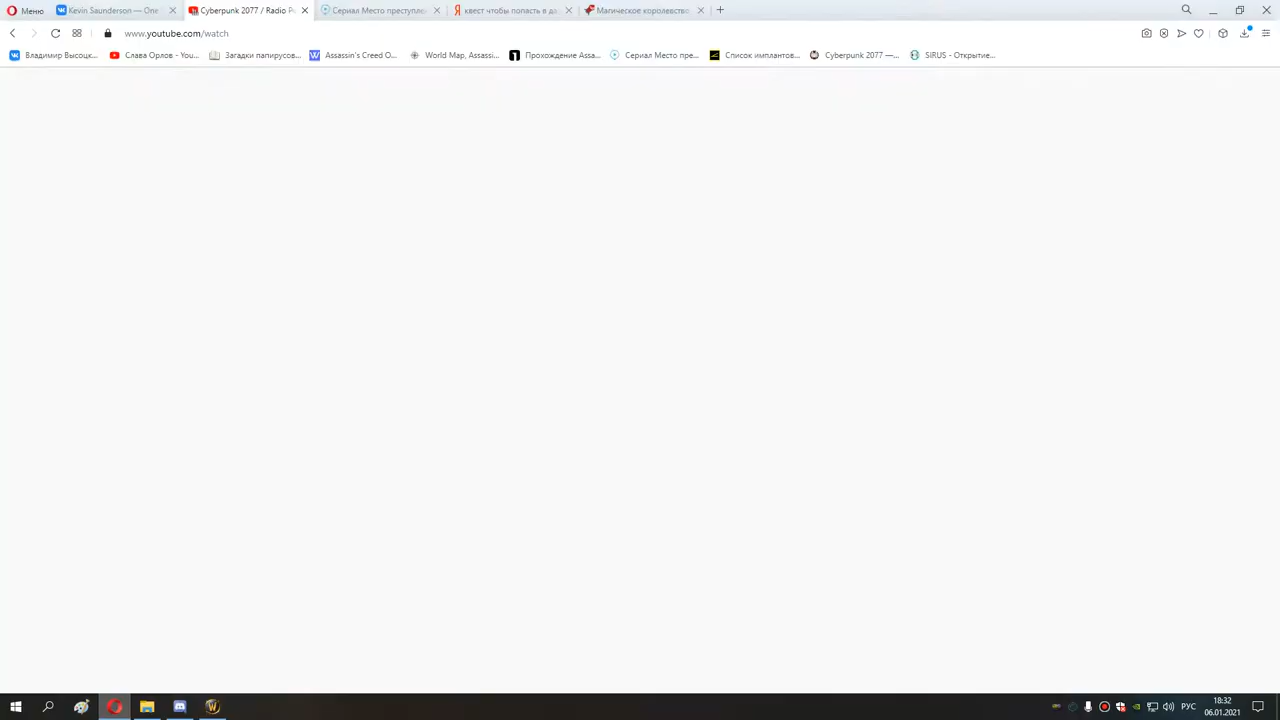 Меню Kevin Saunderson — One Cyberpunk 2077 / Radio Сериал Место преступле квест чтобы попасть в Магическое королевство
www.youtube.com/watch
Владимир Высоцк... Слава Орлов - You... Загадки папирусов... Assassin's Creed O... World Map, Assassi... Прохождение Assa... Сериал Место пре... Список имплантов... Cyberpunk 2077 —... SIRUS - Открытие...
РУС 18:32
06.01.2021